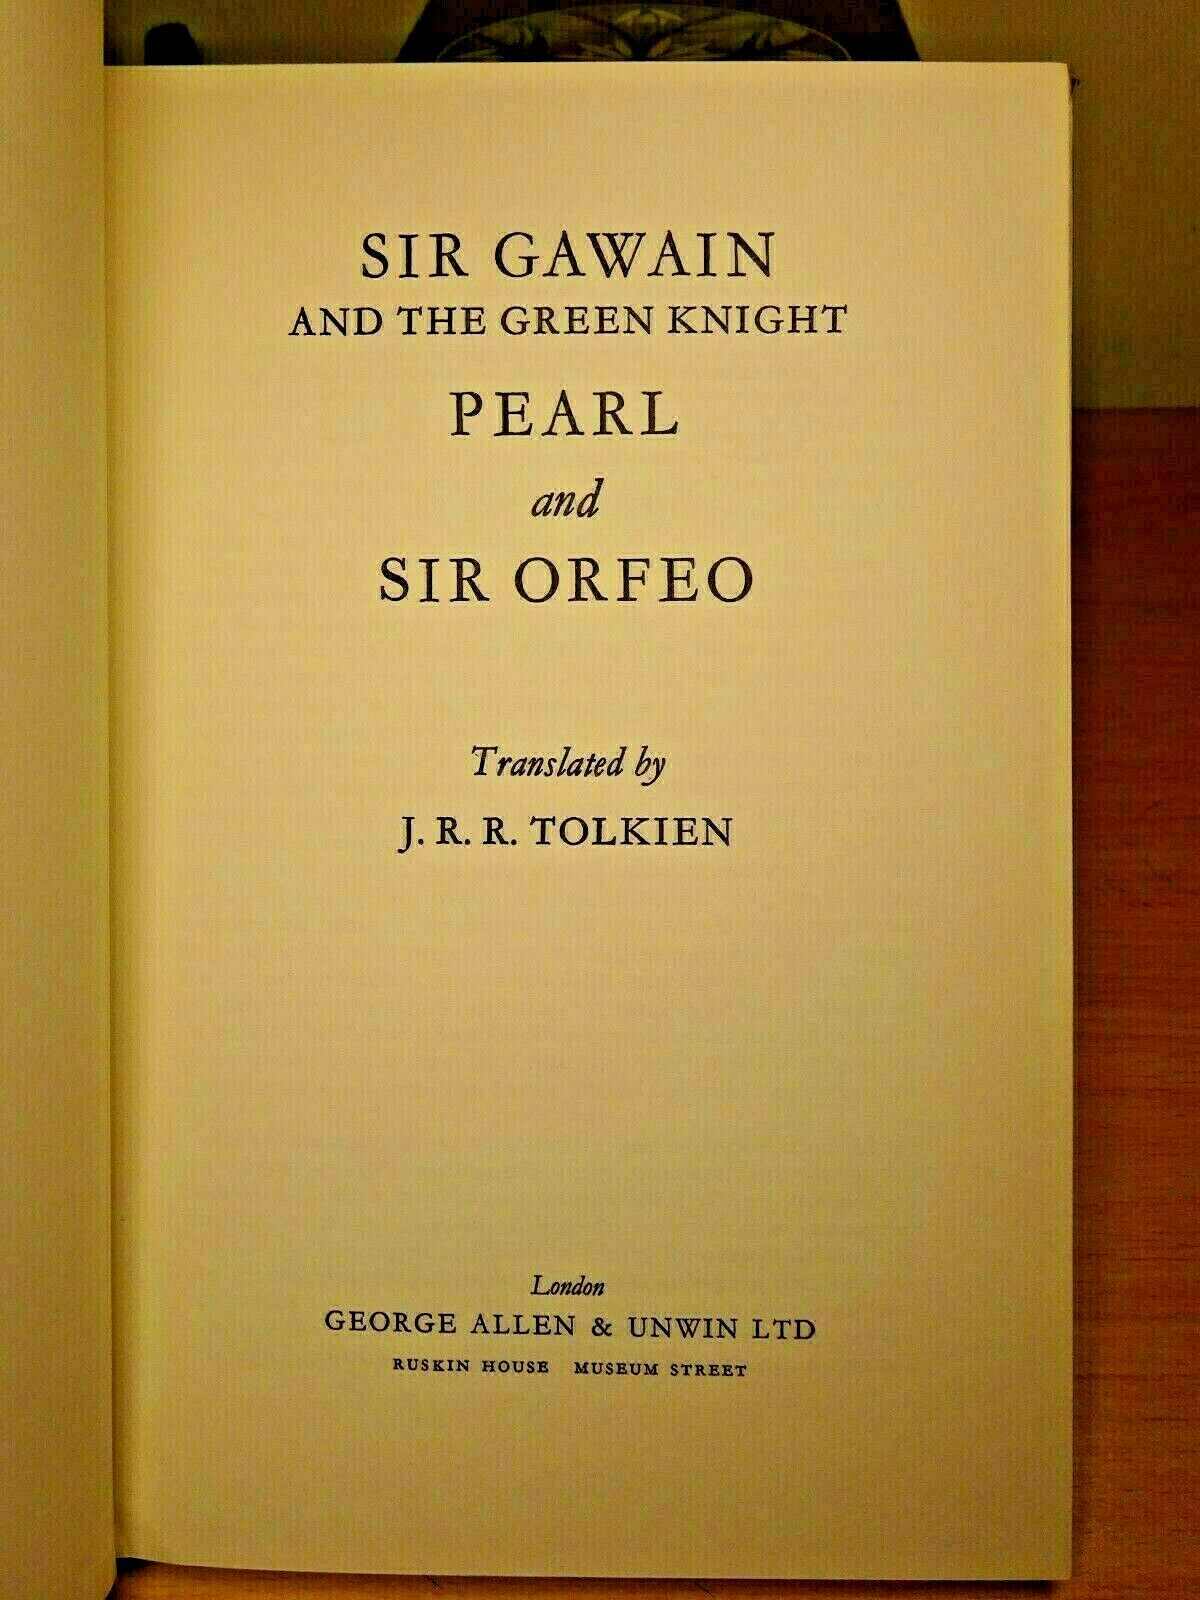 SIR GAWAIN
AND THE GREEN KNIGHT
PEARL
and
SIR ORFEO
Translated by
J. R. R. TOLKIEN
London
GEORGE ALLEN & UNWIN LTD
RUSKIN HOUSE MUSEUM STREET